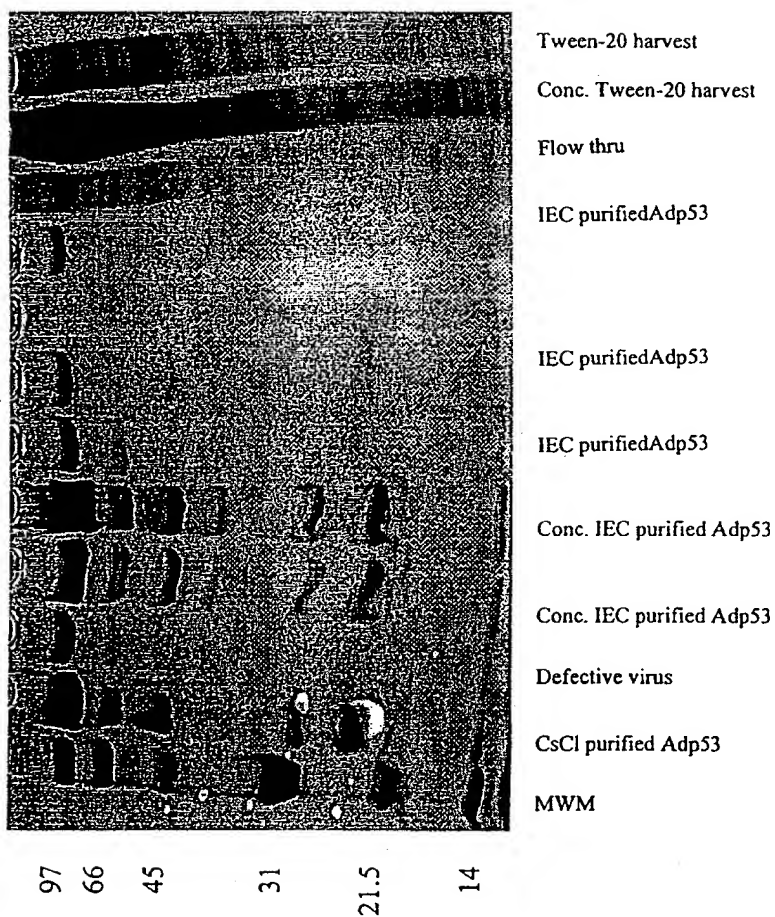 Tween-20 harvest
Conc. Tween-20 harvest
Flow thru
IEC purifiedAdp53
IEC purifiedAdp53
IEC purifiedAdp53
Conc. IEC purified Adp53
Conc. IEC purified Adp53
Defective virus
CsCl purified Adp53
MWM
97
66
45
31
21.5
14